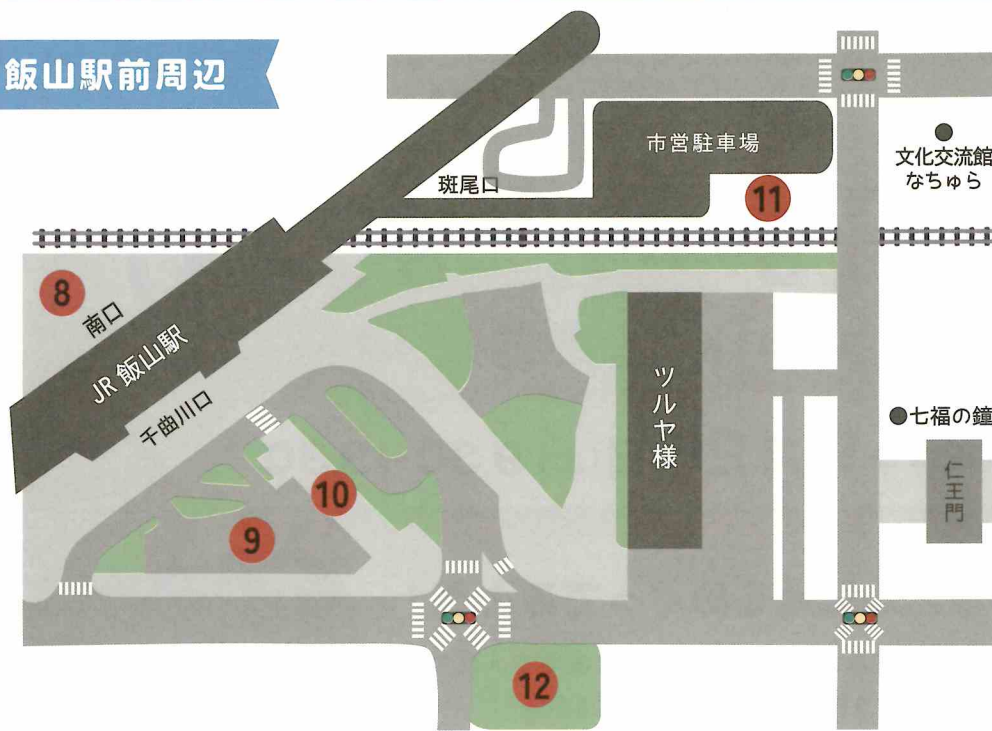 飯山駅前周辺
市営駐車場
文化交流館
なちゅら
斑尾口
11
8
南口
JR 飯山駅
千曲川口
ツルヤ様
七福の鐘
仁王門
10
9
12